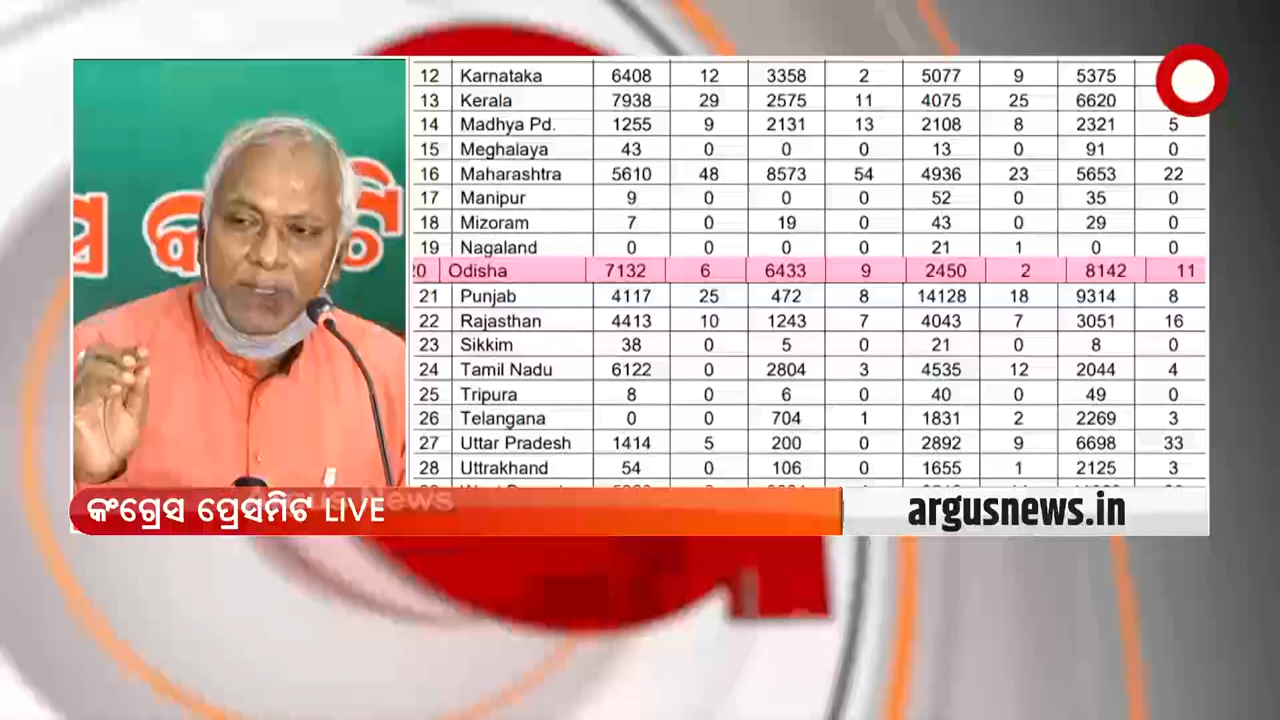 ସ କ ଟି
12 Karnataka 6408 12 3358 2 5077 9 5375
13 Kerala 7938 29 2575 11 4075 25 6620
14 Madhya Pd. 1255 9 2131 13 2108 8 2321 5
15 Meghalaya 43 0 0 0 13 0 91 0
16 Maharashtra 5610 48 8573 54 4936 23 5653 22
17 Manipur 9 0 0 0 52 0 35 0
18 Mizoram 7 0 19 0 43 0 29 0
19 Nagaland 0 0 0 0 21 1 0 0
20 Odisha 7132 6 6433 9 2450 2 8142 11
21 Punjab 4117 25 472 8 14128 18 9314 8
22 Rajasthan 4413 10 1243 7 4043 7 3051 16
23 Sikkim 38 0 5 0 21 0 8 0
24 Tamil Nadu 6122 0 2804 3 4535 12 2044 4
25 Tripura 8 0 6 0 40 0 49 0
26 Telangana 0 0 704 1 1831 2 2269 3
27 Uttar Pradesh 1414 5 200 0 2892 9 6698 33
28 Uttrakhand 54 0 106 0 1655 1 2125 3
Argus News
କଂଗ୍ରେସ ପ୍ରେସମିଟ LIVE
argusnews.in